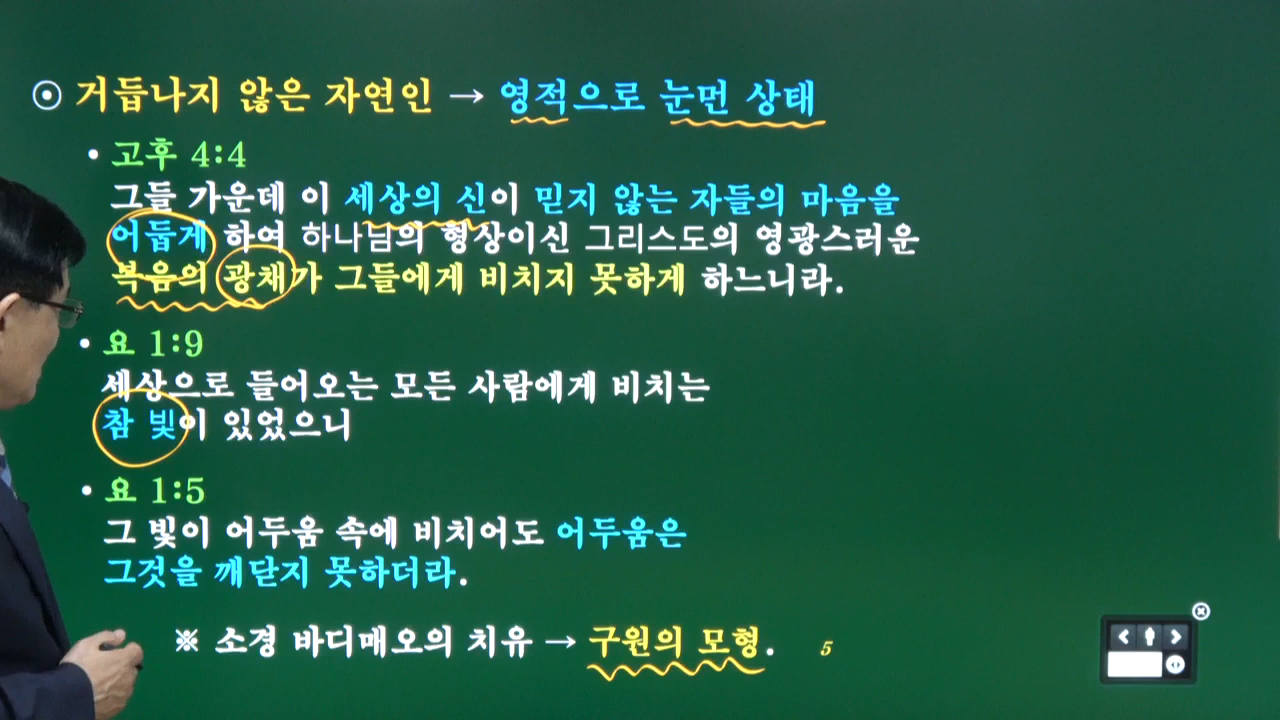 ⊙ 거듭나지 않은 자연인 → 영적으로 눈먼 상태
• 고후 4:4
그들 가운데 이 세상의 신이 믿지 않는 자들의 마음을
어둡게 하여 하나님의 형상이신 그리스도의 영광스러운
복음의 광채가 그들에게 비치지 못하게 하느니라.
• 요 1:9
세상으로 들어오는 모든 사람에게 비치는
참 빛이 있었으니
• 요 1:5
그 빛이 어두움 속에 비치어도 어두움은
그것을 깨닫지 못하더라.
※ 소경 바디매오의 치유 → 구원의 모형. 5